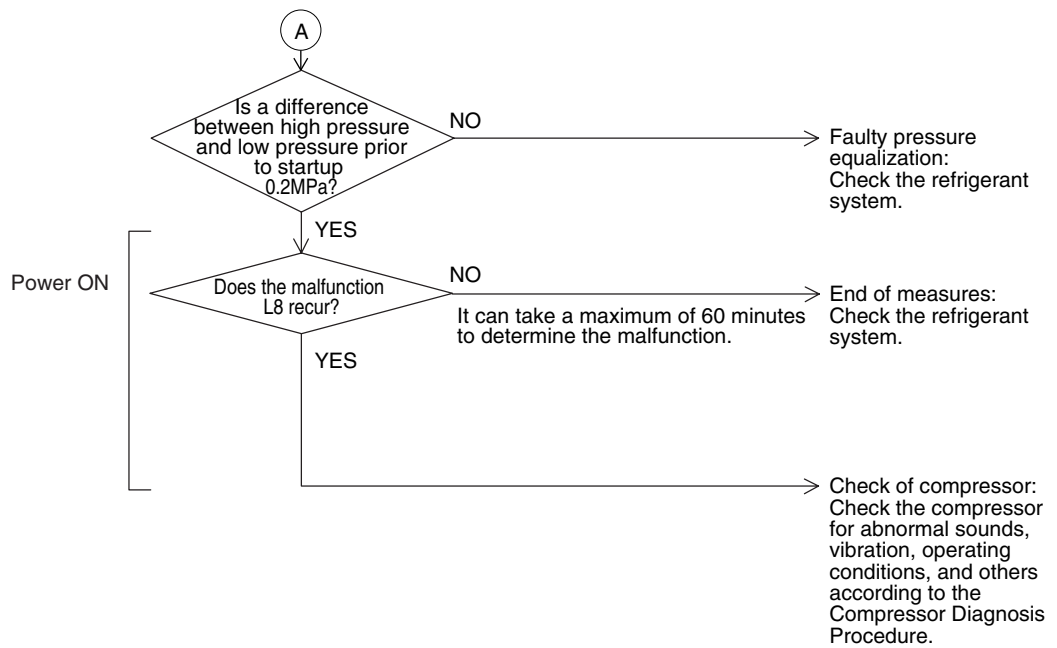 A
Is a difference
between high pressure
and low pressure prior
to startup
0.2MPa?
NO
Faulty pressure
equalization:
Check the refrigerant
system.
YES
Power ON
Does the malfunction
L8 recur?
NO
It can take a maximum of 60 minutes
to determine the malfunction.
End of measures:
Check the refrigerant
system.
YES
Check of compressor:
Check the compressor
for abnormal sounds,
vibration, operating
conditions, and others
according to the
Compressor Diagnosis
Procedure.